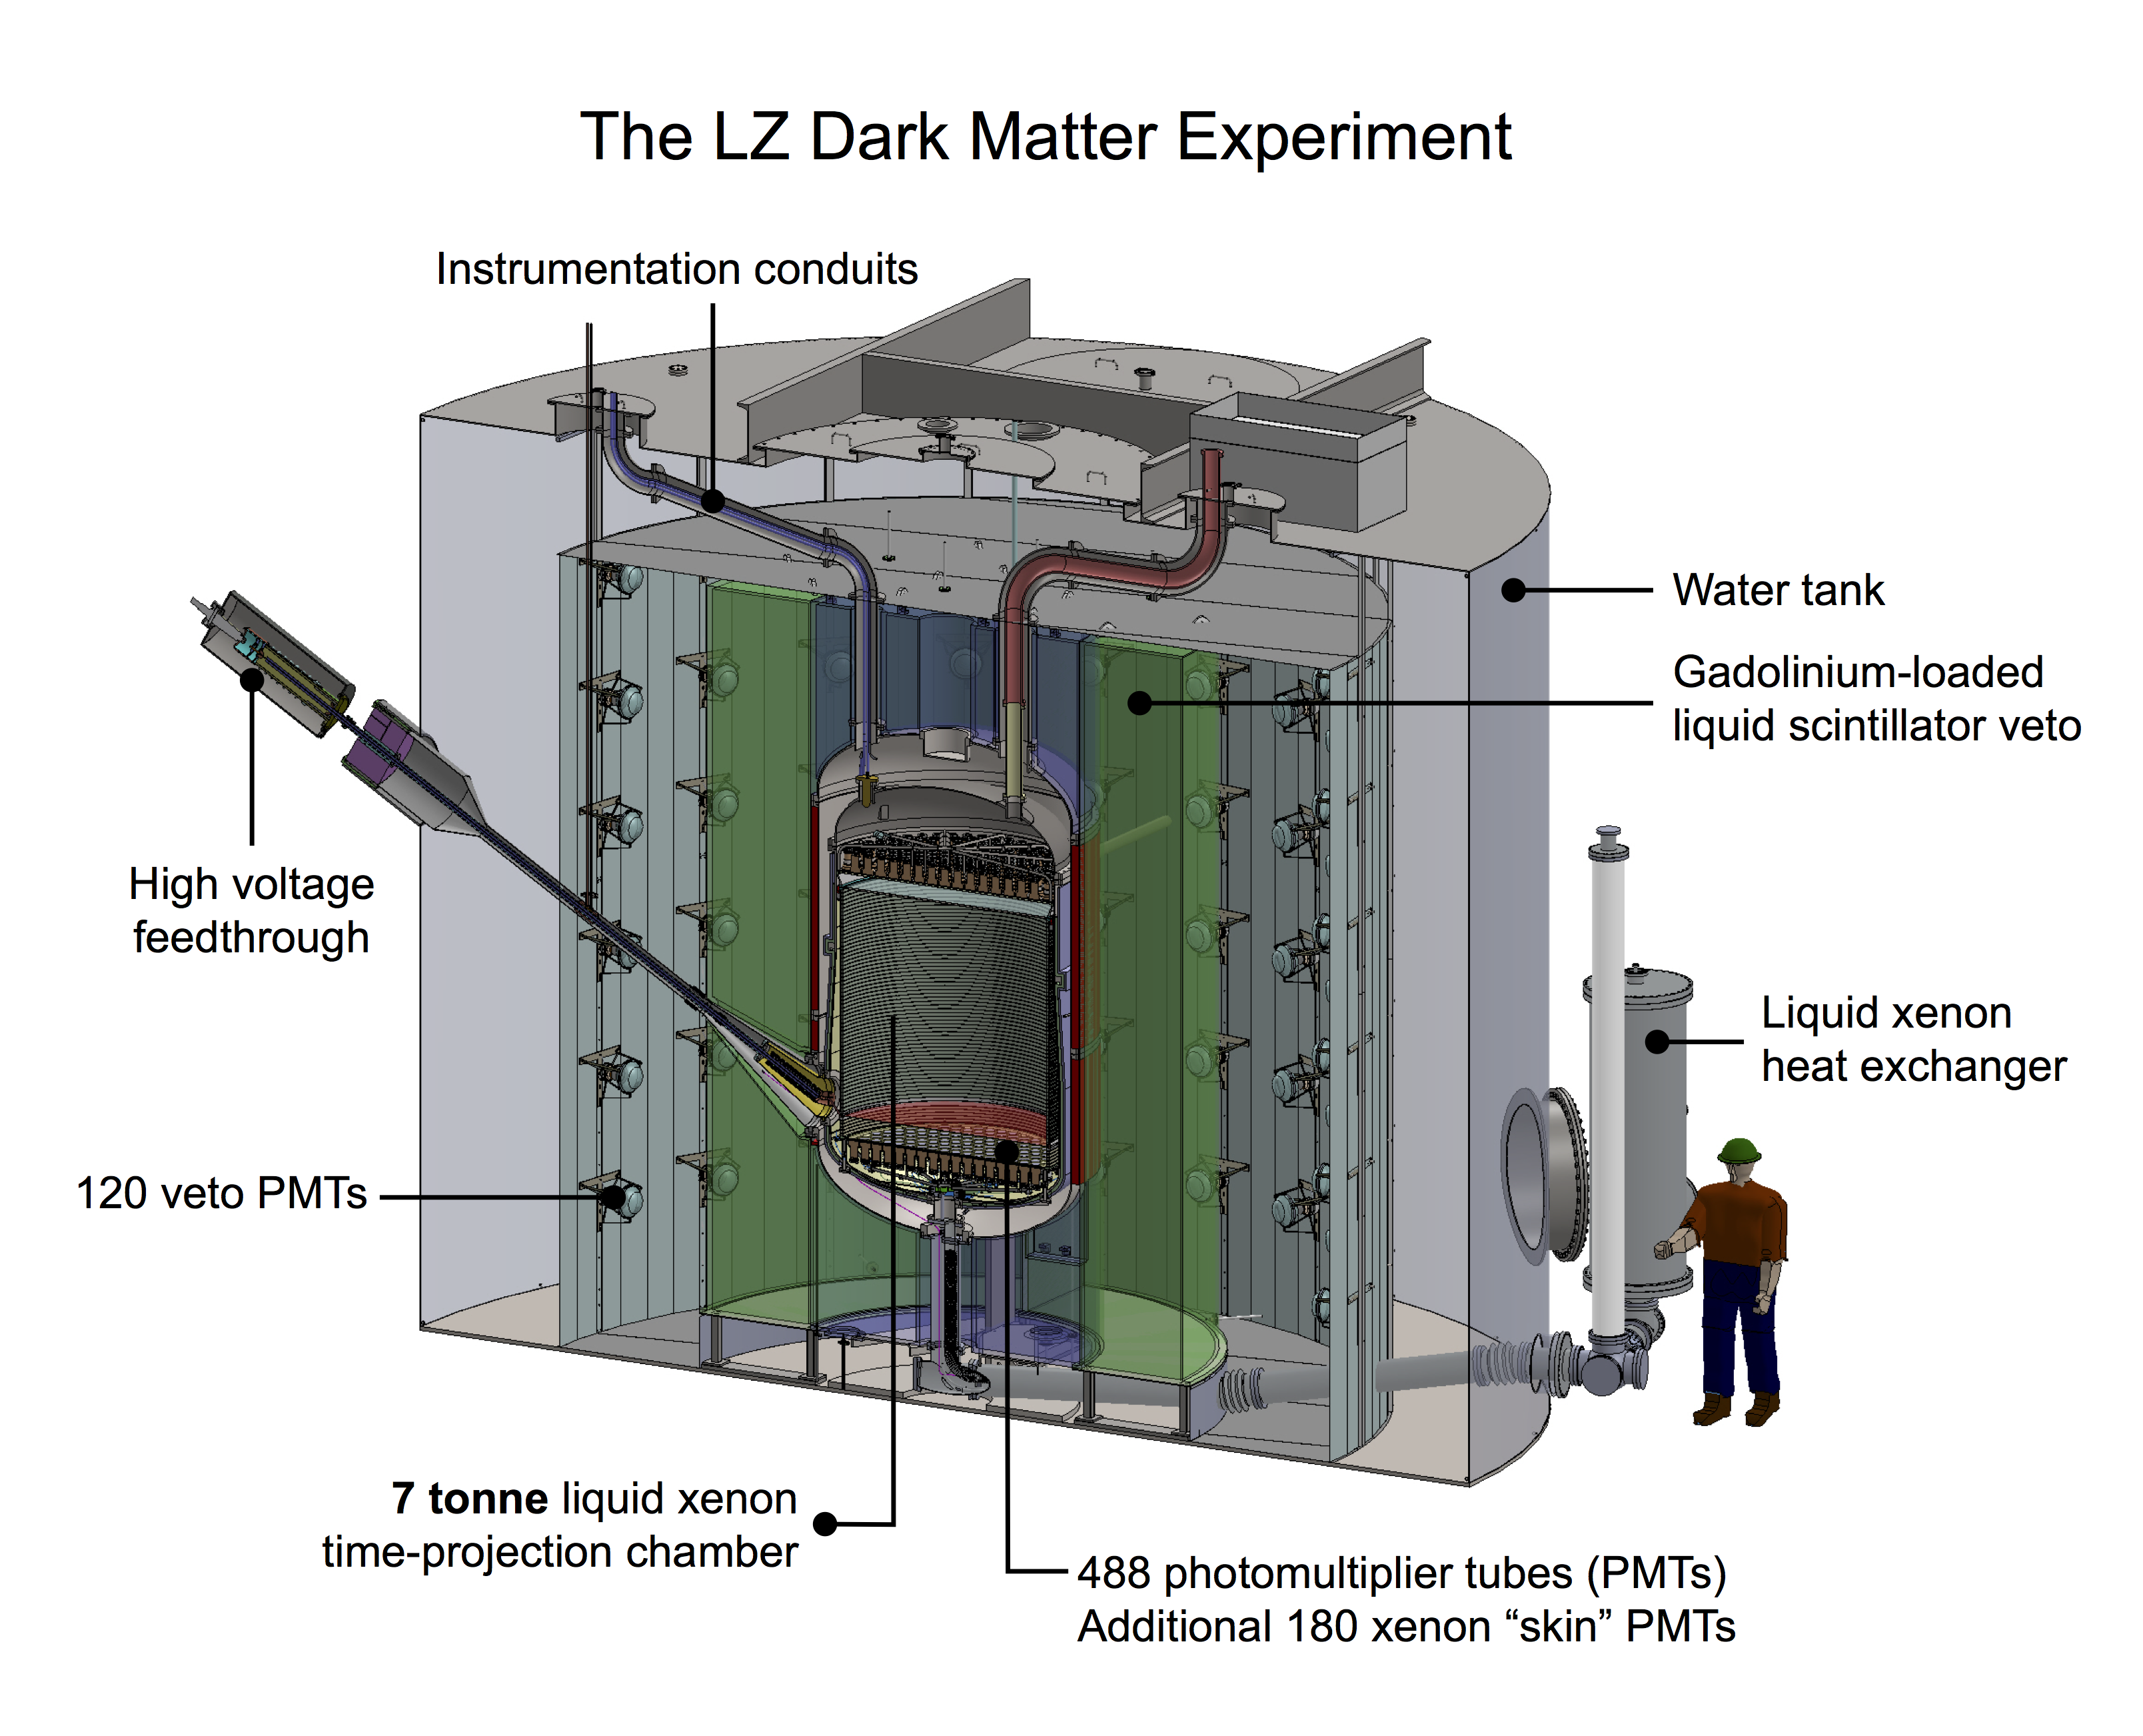 The LZ Dark Matter Experiment
Instrumentation conduits
Water tank
Gadolinium-loaded
liquid scintillator veto
High voltage
feedthrough
Liquid xenon
heat exchanger
120 veto PMTs
7 tonne liquid xenon
time-projection chamber
488 photomultiplier tubes (PMTs)
Additional 180 xenon “skin” PMTs